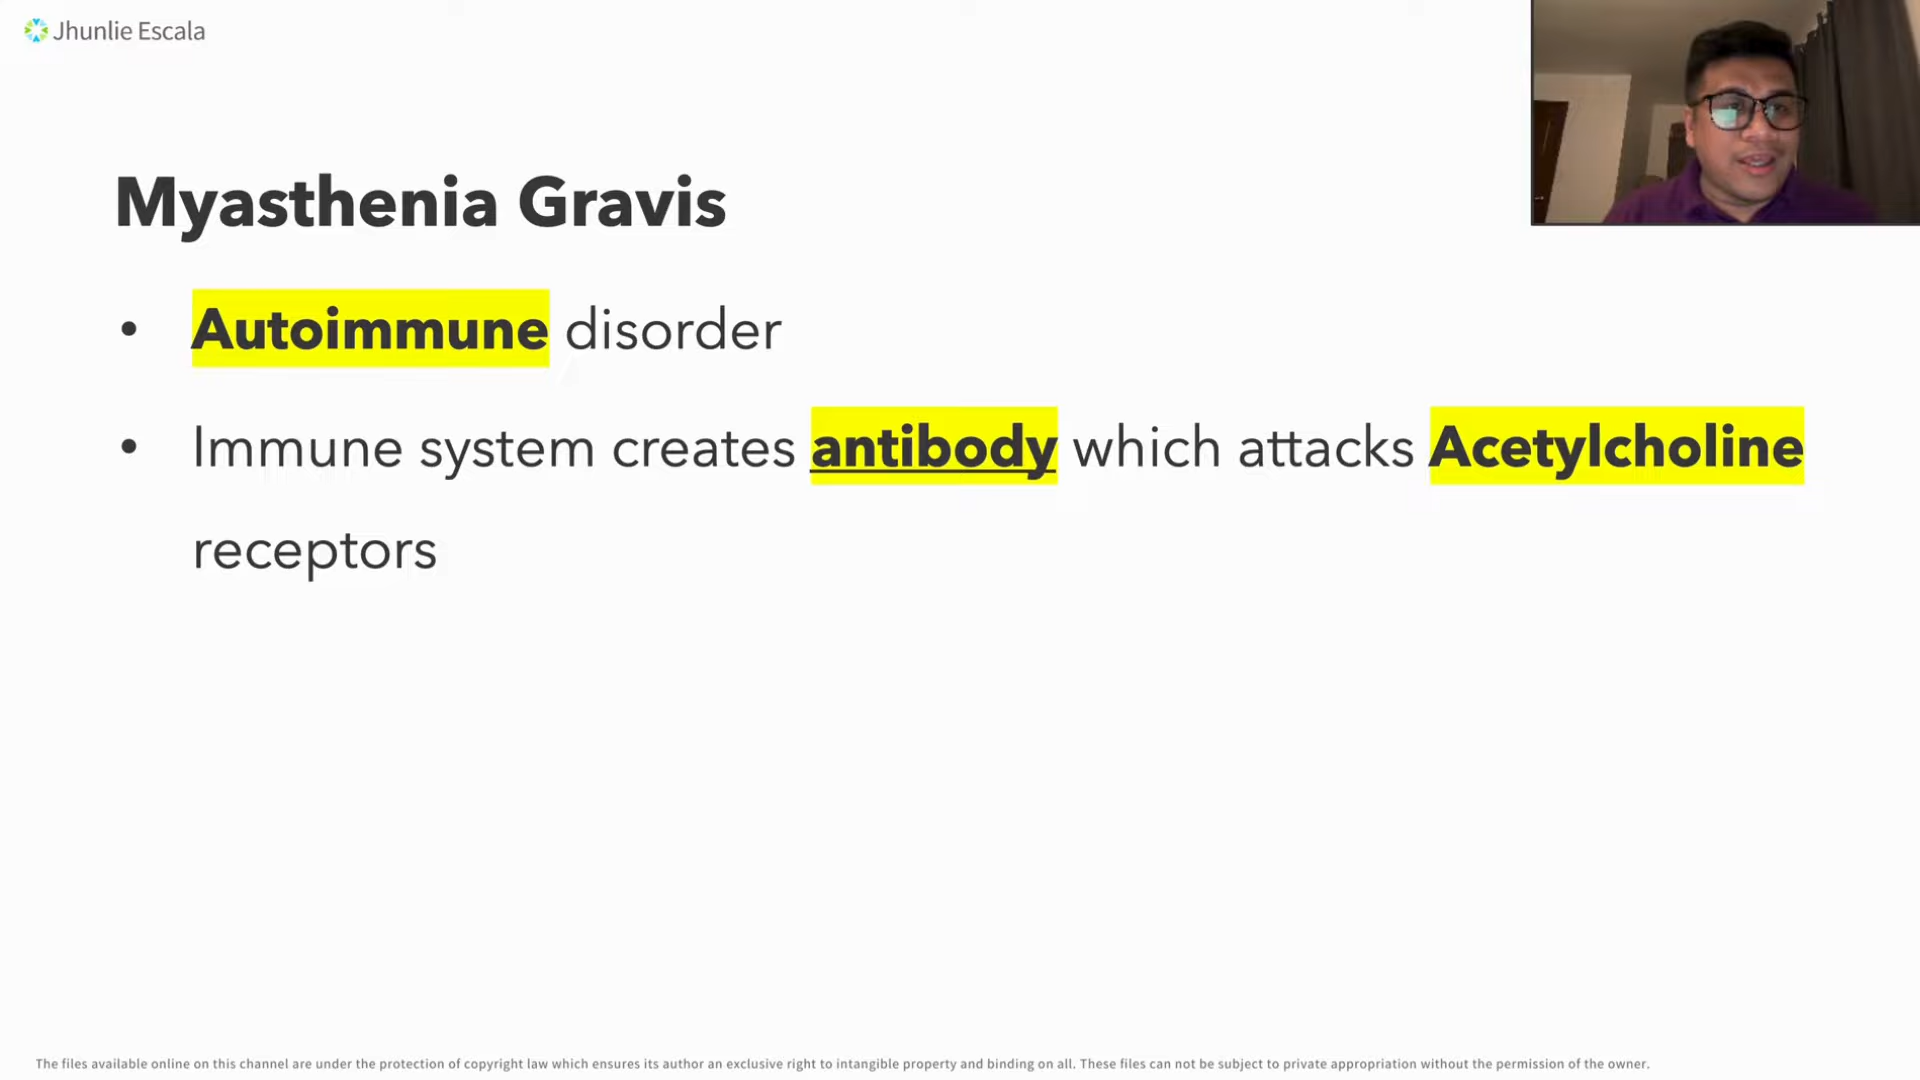 Jhunlie Escala
Myasthenia Gravis
• Autoimmune disorder
• Immune system creates antibody which attacks Acetylcholine
receptors
The files available online on this channel are under the protection of copyright law which ensures its author an exclusive right to intangible property and binding on all. These files can not be subject to private appropriation without the permission of the owner.